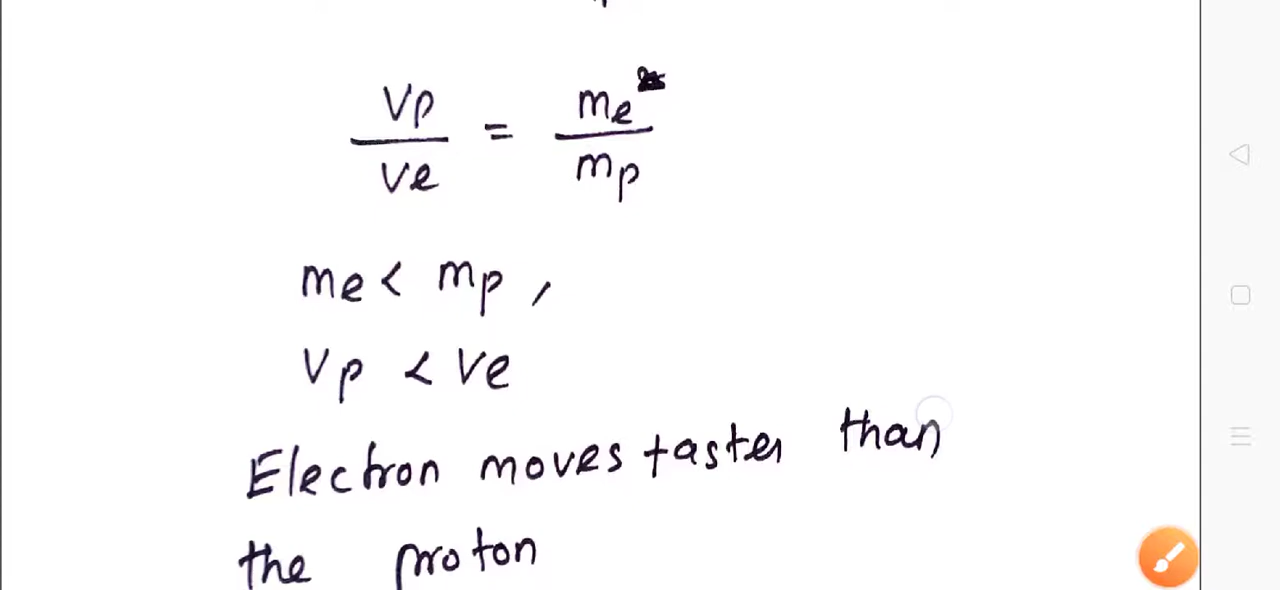 Vp / Ve = me / mp
me < mp ,
Vp < Ve
Electron moves faster than
the proton